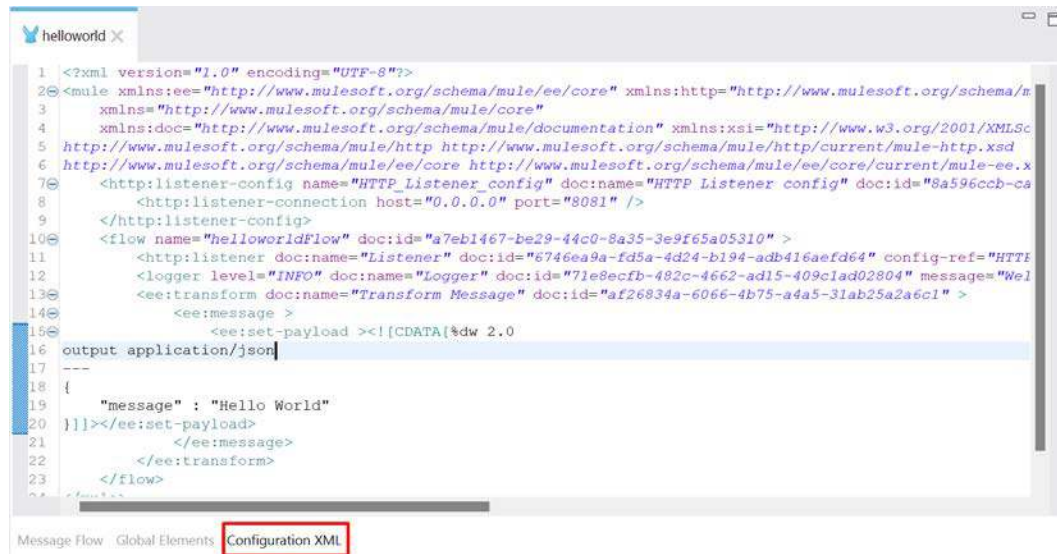 helloworld
1 <?xml version="1.0" encoding="UTF-8"?>
2 <mule xmlns:ee="http://www.mulesoft.org/schema/mule/ee/core" xmlns:http="http://www.mulesoft.org/schema/m
3 xmlns="http://www.mulesoft.org/schema/mule/core"
4 xmlns:doc="http://www.mulesoft.org/schema/mule/documentation" xmlns:xsi="http://www.w3.org/2001/XMLSc
5 http://www.mulesoft.org/schema/mule/http http://www.mulesoft.org/schema/mule/http/current/mule-http.xsd
6 http://www.mulesoft.org/schema/mule/ee/core http://www.mulesoft.org/schema/mule/ee/core/current/mule-ee.x
7 <http:listener-config name="HTTP_Listener_config" doc:name="HTTP Listener config" doc:id="8a596ccb-ca
8 <http:listener-connection host="0.0.0.0" port="8081" />
9 </http:listener-config>
10 <flow name="helloworldFlow" doc:id="a7eb1467-be29-44c0-8a35-3e9f65a05310" >
11 <http:listener doc:name="Listener" doc:id="6746ea9a-fd5a-4d24-b194-adb416aefd64" config-ref="HTTP
12 <logger level="INFO" doc:name="Logger" doc:id="71e8ecfb-482c-4662-ad15-409c1ad02804" message="Wel
13 <ee:transform doc:name="Transform Message" doc:id="af26834a-6066-4b75-a4a5-31ab25a2a6c1" >
14 <ee:message >
15 <ee:set-payload ><![CDATA[%dw 2.0
16 output application/json
17 ---
18 {
19 "message" : "Hello World"
20 }]]></ee:set-payload>
21 </ee:message>
22 </ee:transform>
23 </flow>
Message Flow Global Elements Configuration XML